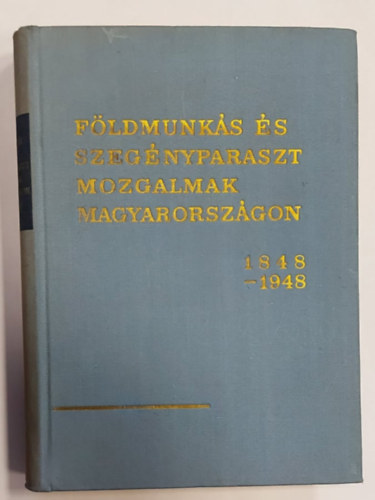 FÖLDMUNKÁS ÉS
SZEGÉNYPARASZT
MOZGALMAK
MAGYARORSZÁGON
1848
-1948